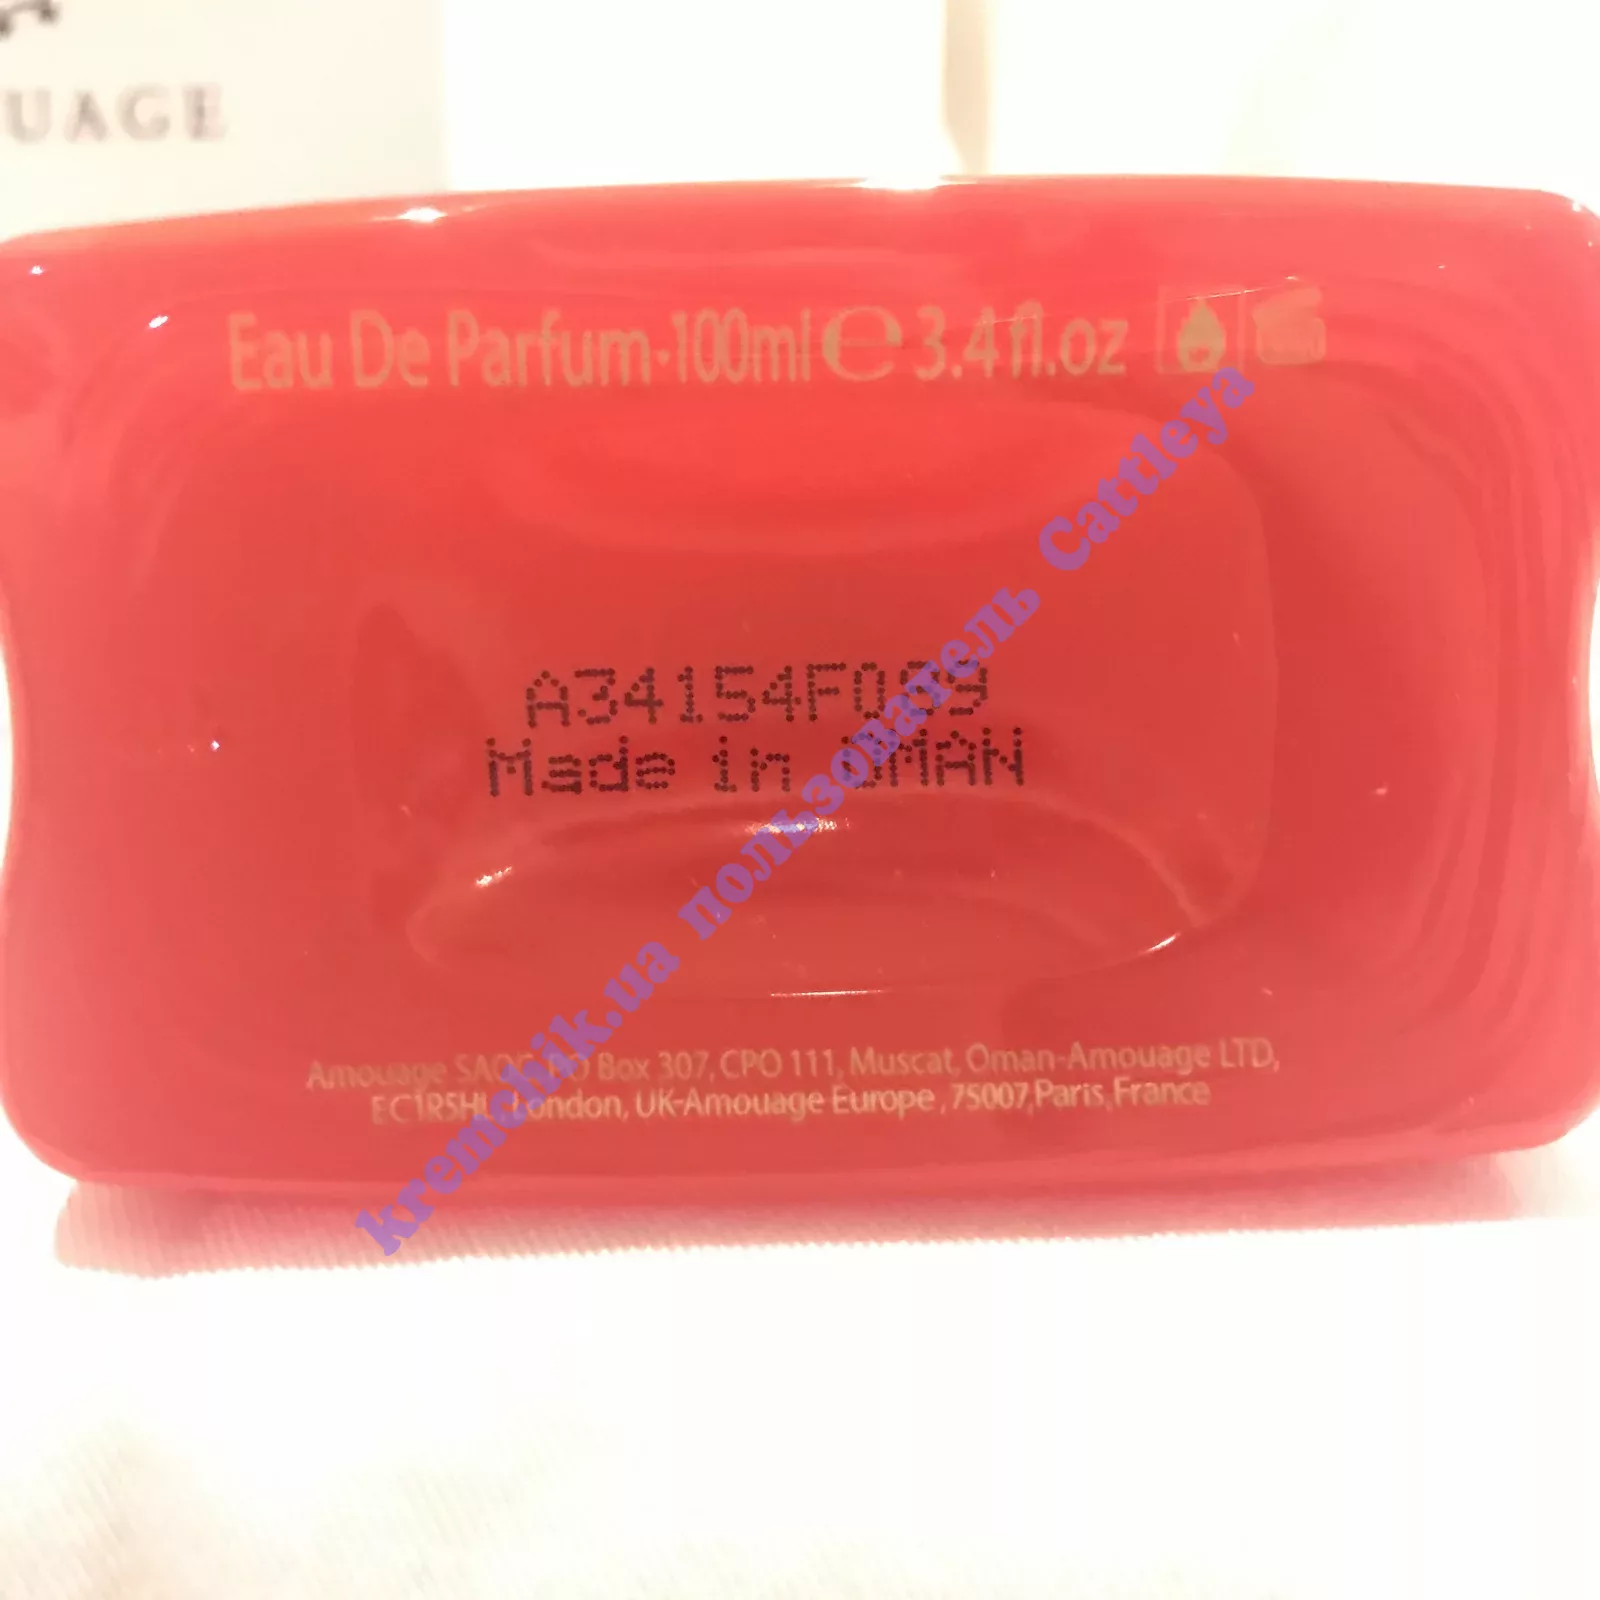 UAGE
Eau De Parfum·100ml ℮ 3.4 fl.oz
Made in OMAN
Amouage SAOC, PO Box 307, CPO 111, Muscat, Oman-Amouage LTD,
EC1R5HL, London, UK-Amouage Europe, 75007, Paris, France
kremchik.ua пользователь Cattleya